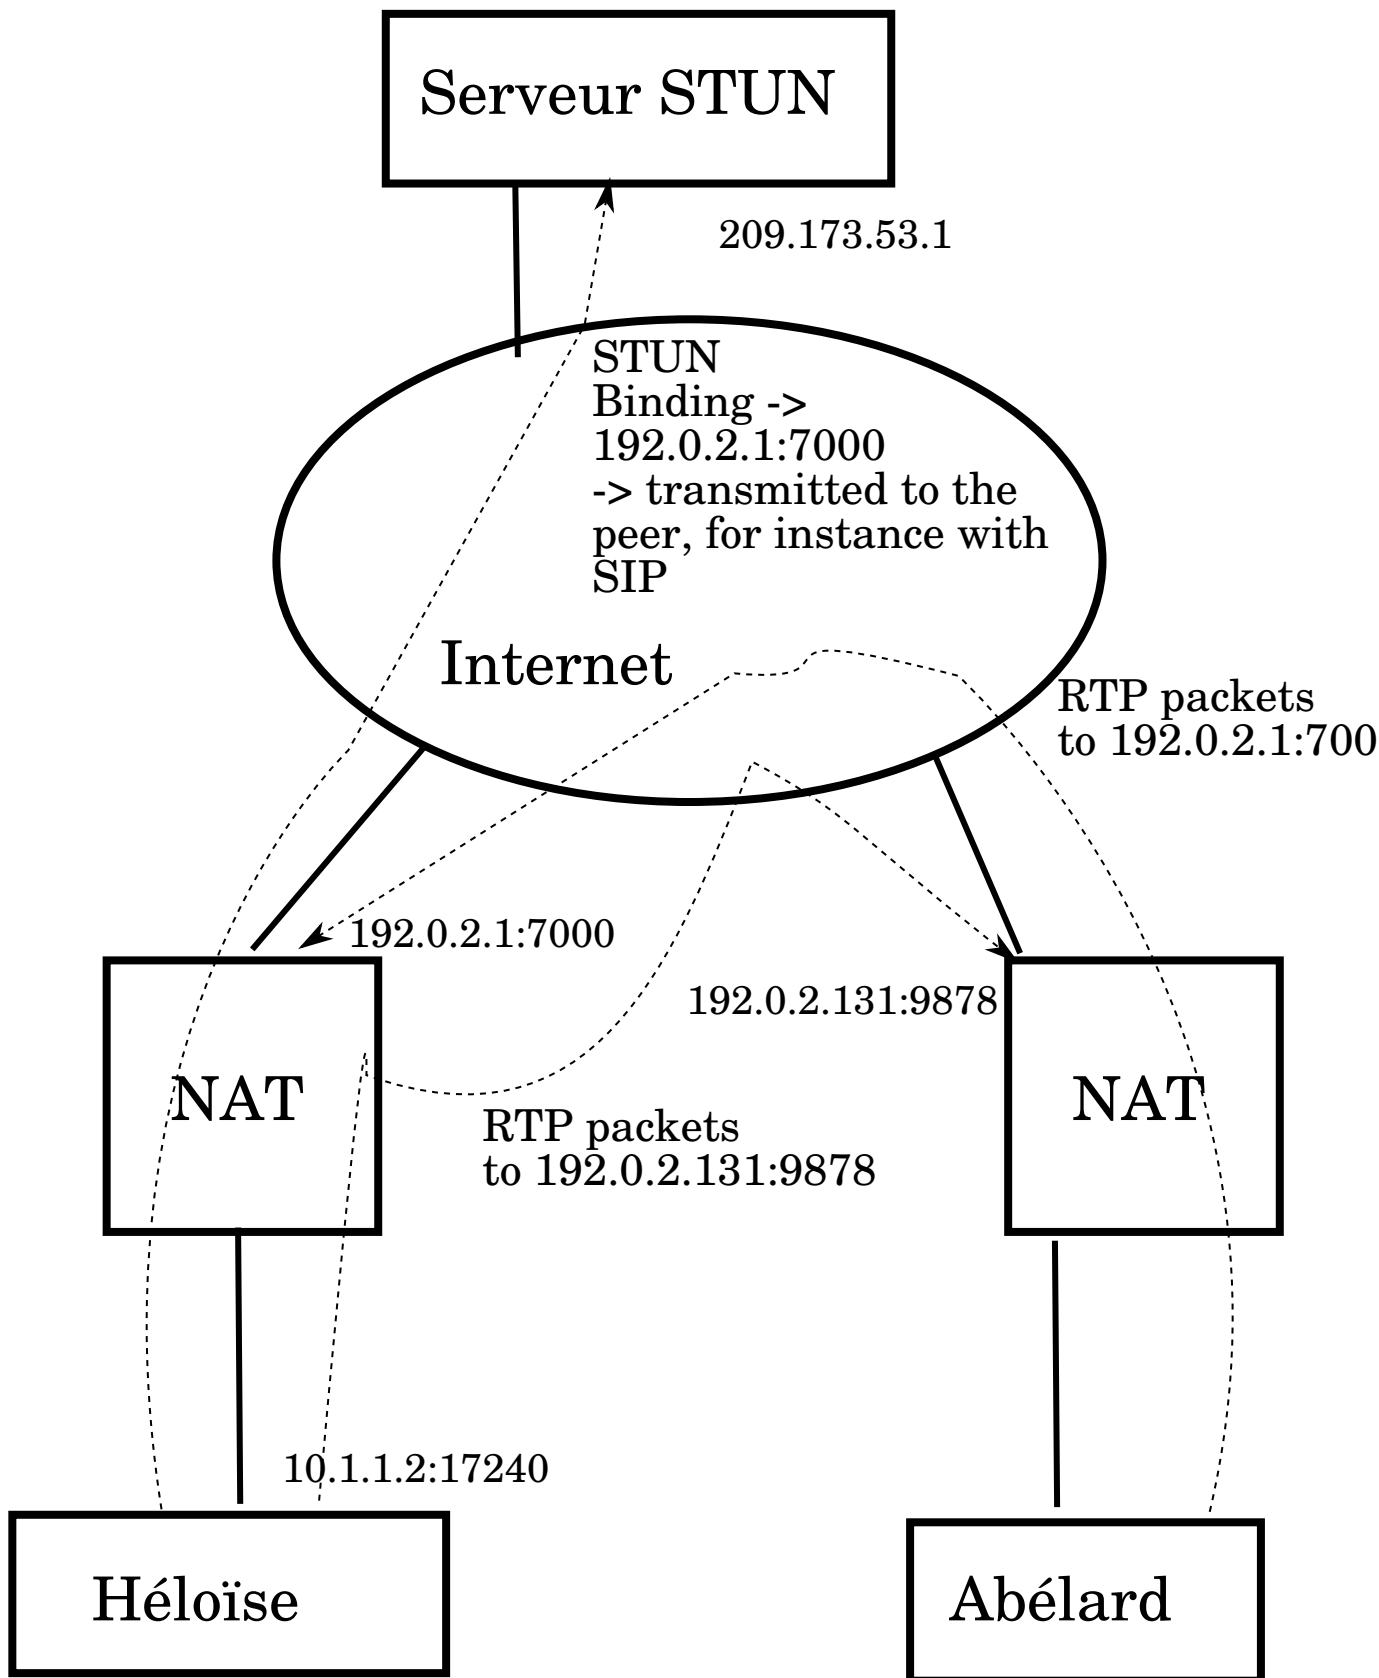 Serveur STUN
209.173.53.1
STUN
Binding ->
192.0.2.1:7000
-> transmitted to the
peer, for instance with
SIP
Internet
RTP packets
to 192.0.2.1:700
192.0.2.1:7000
192.0.2.131:9878
NAT
NAT
RTP packets
to 192.0.2.131:9878
10.1.1.2:17240
Héloïse
Abélard